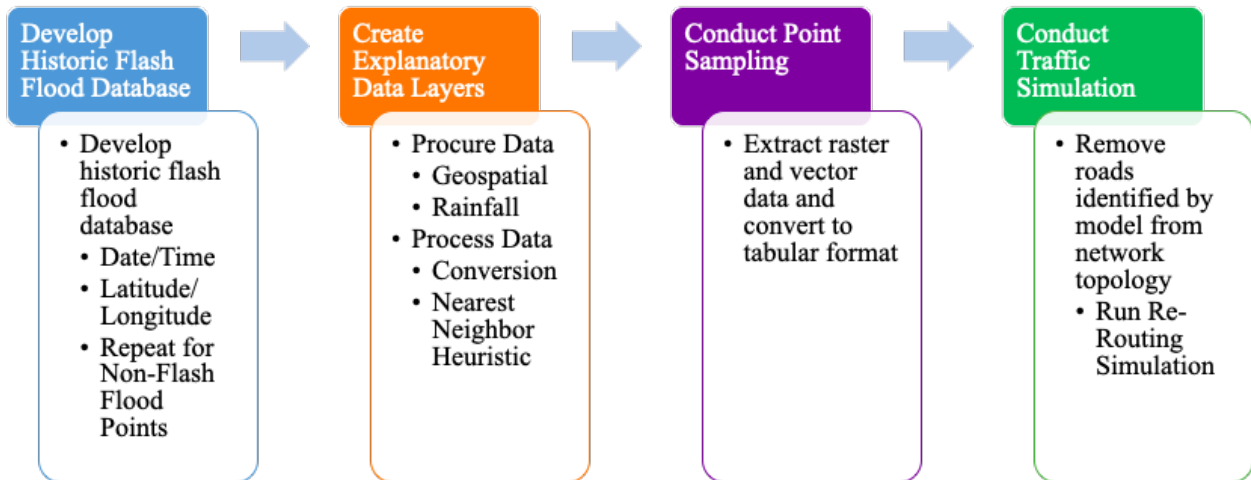 Develop
Historic Flash
Flood Database
• Develop
historic flash
flood
database
• Date/Time
• Latitude/
Longitude
• Repeat for
Non-Flash
Flood
Points
Create
Explanatory
Data Layers
• Procure Data
• Geospatial
• Rainfall
• Process Data
• Conversion
• Nearest
Neighbor
Heuristic
Conduct Point
Sampling
• Extract raster
and vector
data and
convert to
tabular format
Conduct
Traffic
Simulation
• Remove
roads
identified by
model from
network
topology
• Run Re-
Routing
Simulation